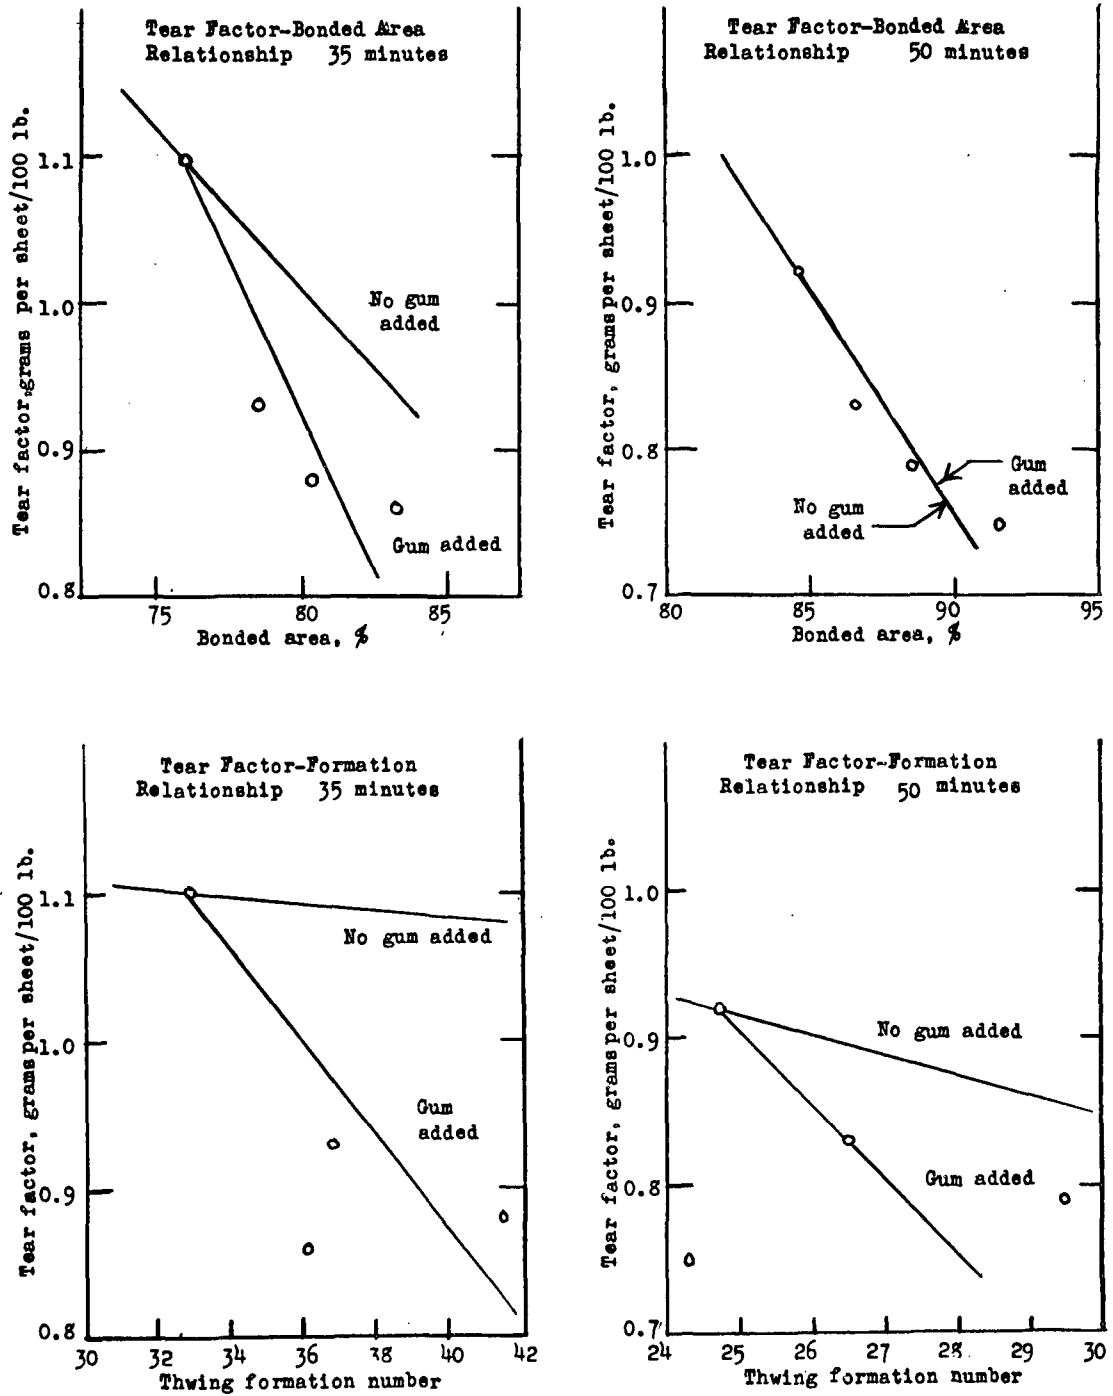 Tear Factor-Bonded Area
Relationship 35 minutes
Tear factor,grams per sheet/100 lb.
1.1
1.0
0.9
0.8
No gum
added
Gum added
75 80 85
Bonded area, %
Tear Factor-Bonded Area
Relationship 50 minutes
Tear factor, grams per sheet/100 lb.
1.0
0.9
0.8
0.7
Gum
added
No gum
added
80 85 90 95
Bonded area, %
Tear Factor-Formation
Relationship 35 minutes
Tear factor, grams per sheet/100 lb.
1.1
1.0
0.9
0.8
No gum added
Gum
added
30 32 34 36 38 40 42
Thwing formation number
Tear Factor-Formation
Relationship 50 minutes
Tear factor, grams per sheet/100 lb.
1.0
0.9
0.8
0.7
No gum added
Gum added
24 25 26 27 28 29 30
Thwing formation number